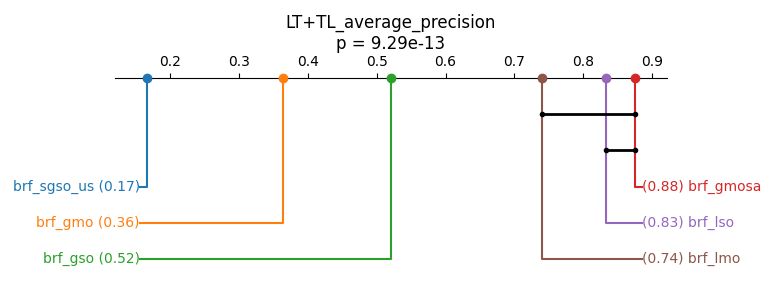 LT+TL_average_precision
p = 9.29e-13
0.2 0.3 0.4 0.5 0.6 0.7 0.8 0.9
brf_sgso_us (0.17) (0.88) brf_gmosa
brf_gmo (0.36) (0.83) brf_lso
brf_gso (0.52) (0.74) brf_lmo